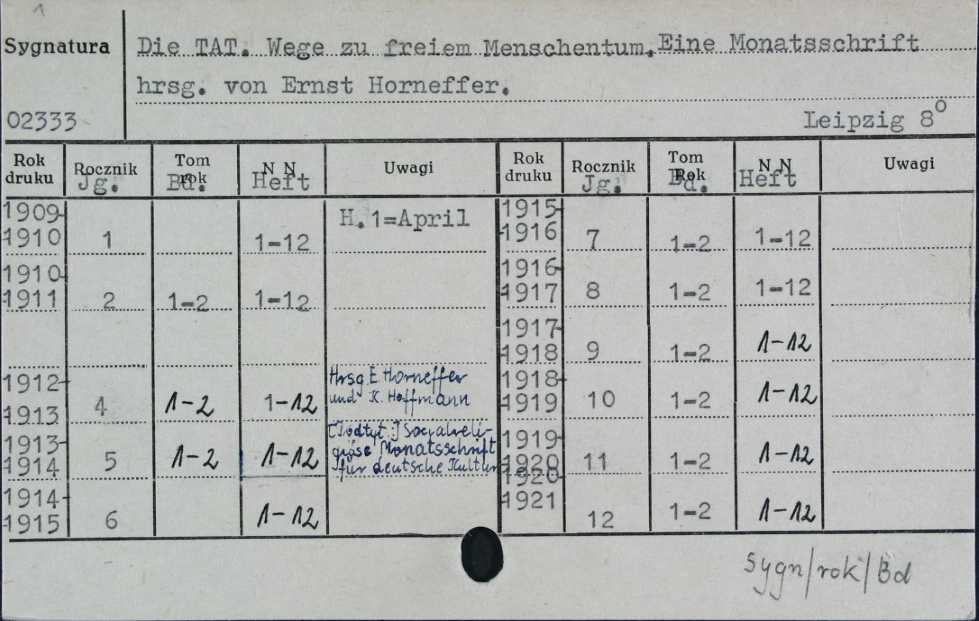 1
Sygnatura
Die TAT. Wege zu freiem Menschentum. Eine Monatsschrift
hrsg. von Ernst Horneffer.
02333
Leipzig 8°
Rok druku Rocznik Jg. Tom rok Bd. NN Heft Uwagi
1909-1910 1 1-12 H.1=April
1910-1911 2 1-2 1-12
1912-1913 4 1-2 1-12 Hrsg E Horneffer
und K. Hoffmann
1913-1914 5 1-2 1-12 Socialreli-
giöse Monatsschrift
für deutsche Kultur
1914-1915 6 1-12
Rok druku Rocznik Jg. Tom Rok Bd. NN Heft Uwagi
1915-1916 7 1-2 1-12
1916-1917 8 1-2 1-12
1917-1918 9 1-2 1-12
1918-1919 10 1-2 1-12
1919-1920 11 1-2 1-12
1920-1921 12 1-2 1-12
Sygn/rok/Bd